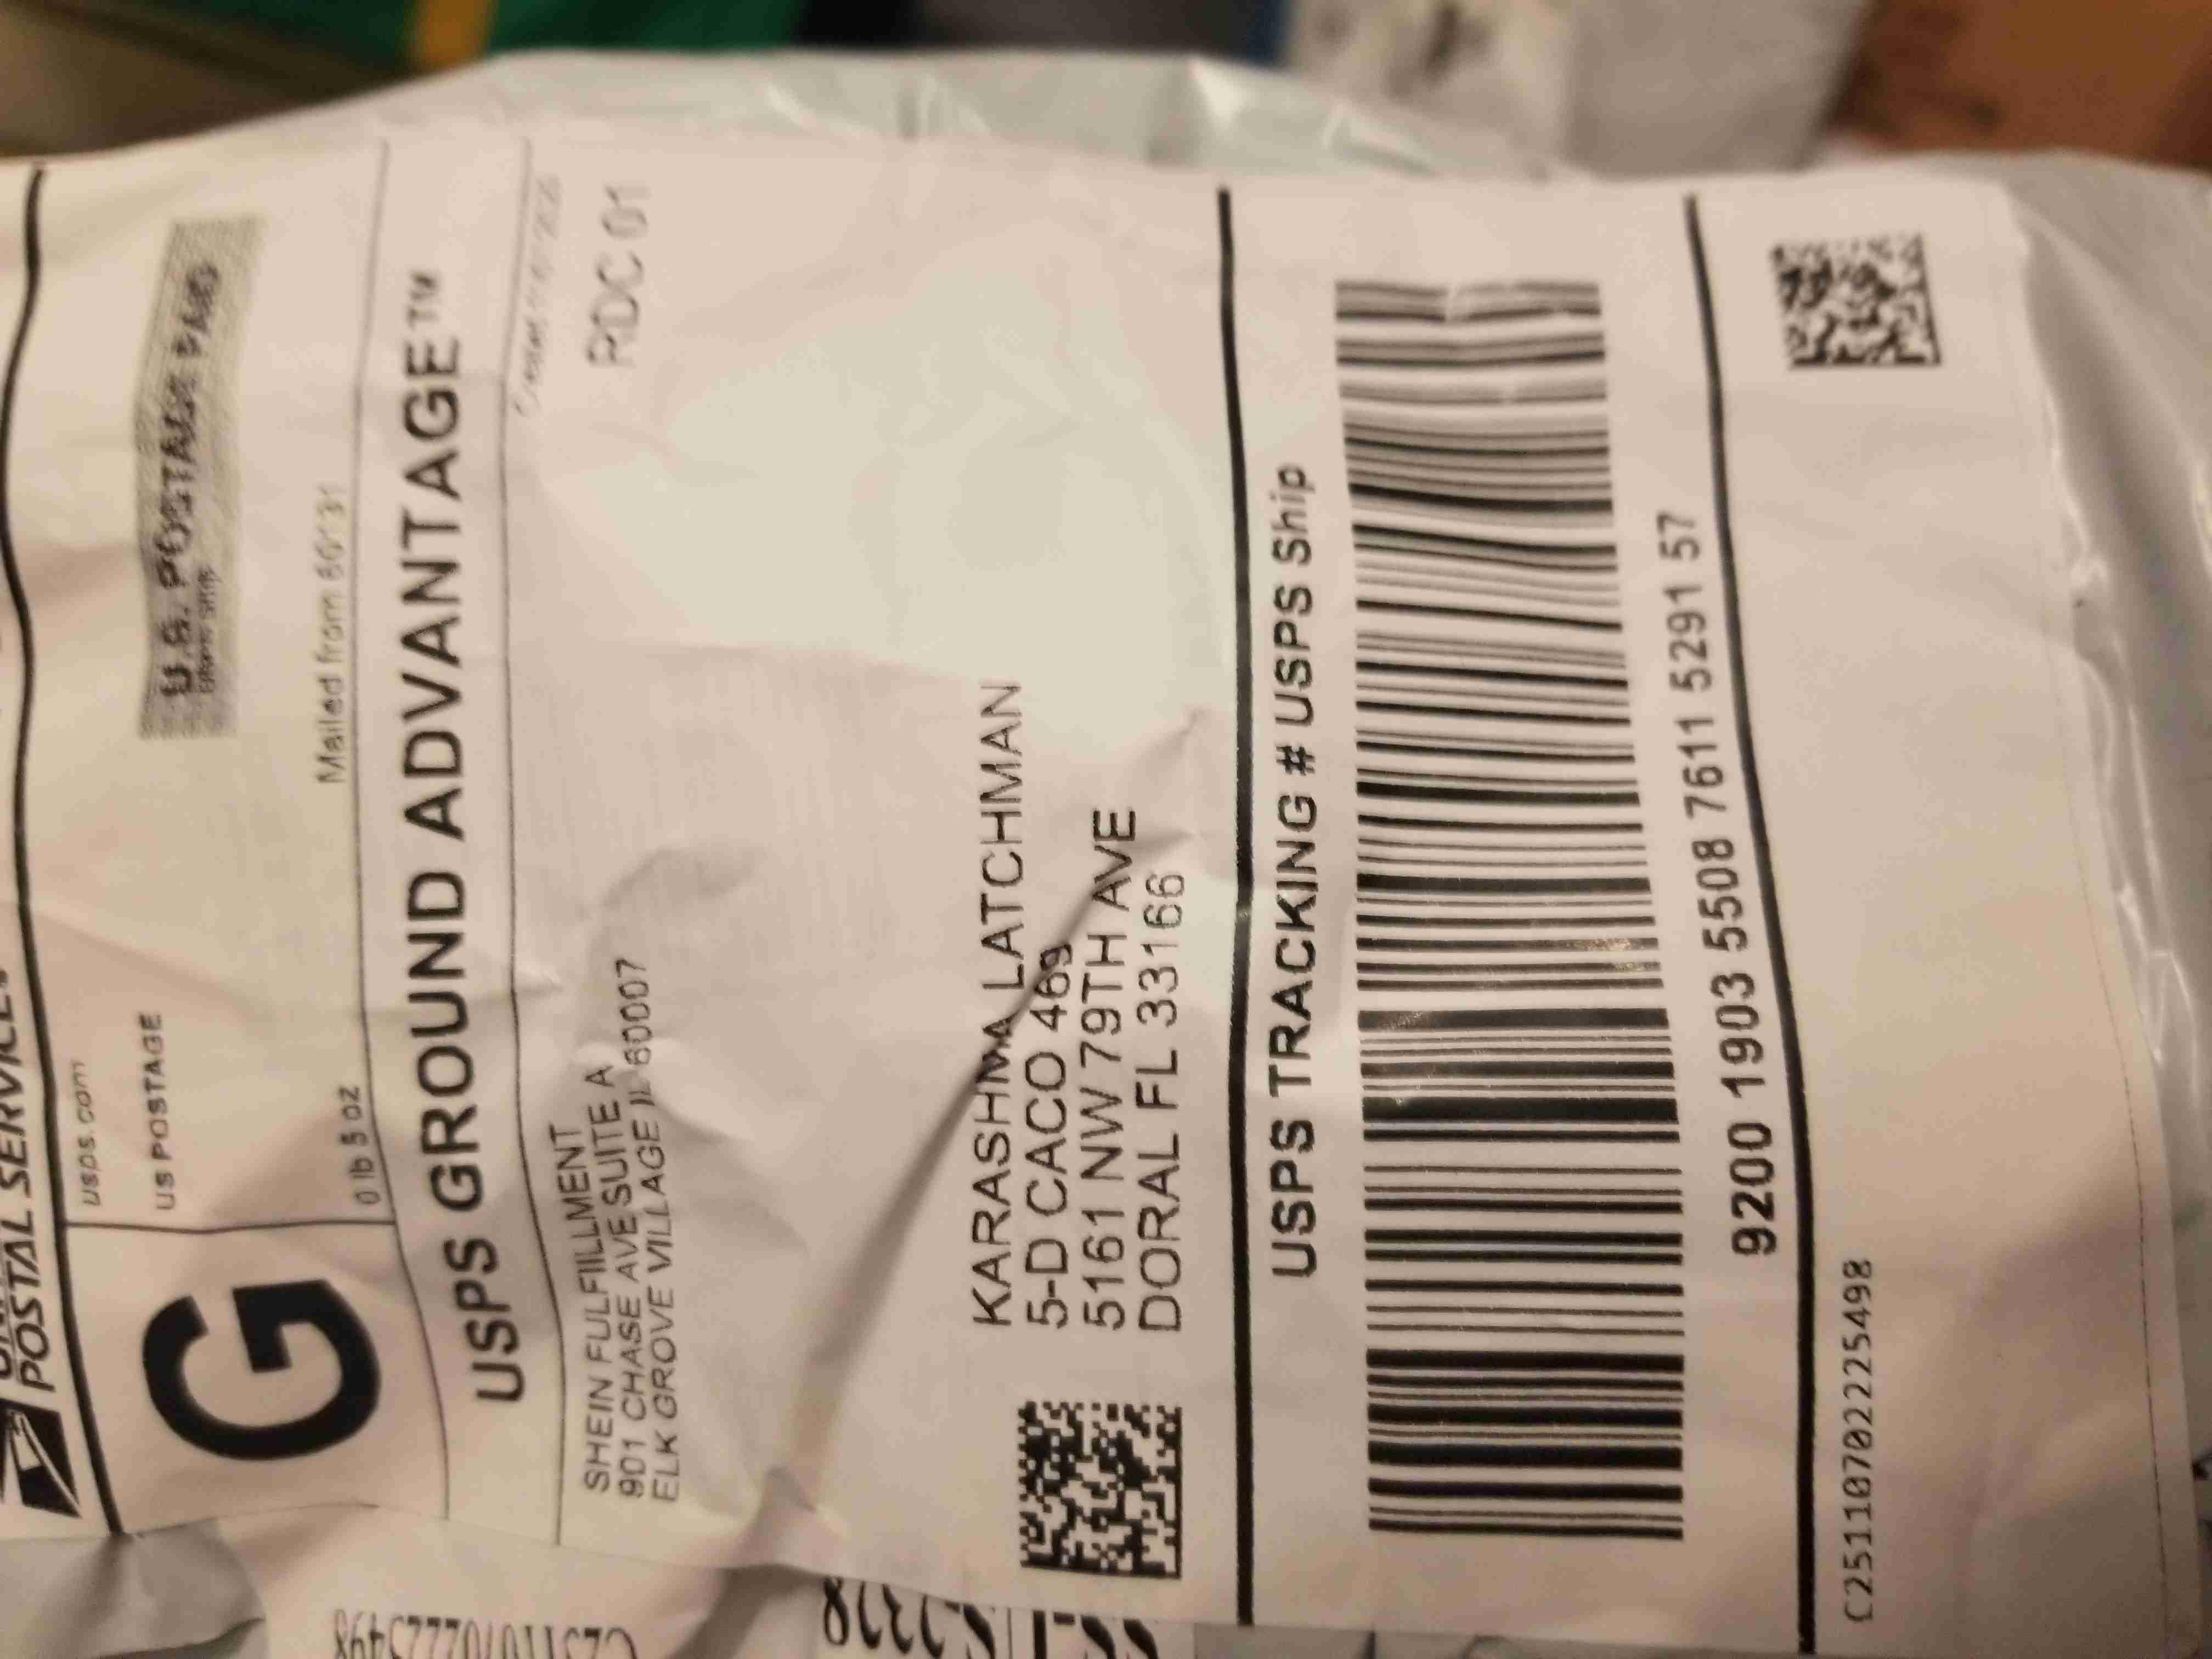 POSTAL SERVICE
usps.com
US POSTAGE
U.S. POSTAGE PAID
G
0 lb 5 oz
Mailed from 60131
USPS GROUND ADVANTAGE™
RDC 01
SHEIN FULFIILLMENT
901 CHASE AVE SUITE A
ELK GROVE VILLAGE IL 60007
KARASHMA LATCHMAN
5-D CACO 469
5161 NW 79TH AVE
DORAL FL 33166
USPS TRACKING # USPS Ship
9200 1903 5508 7611 5291 57
C25110702225498